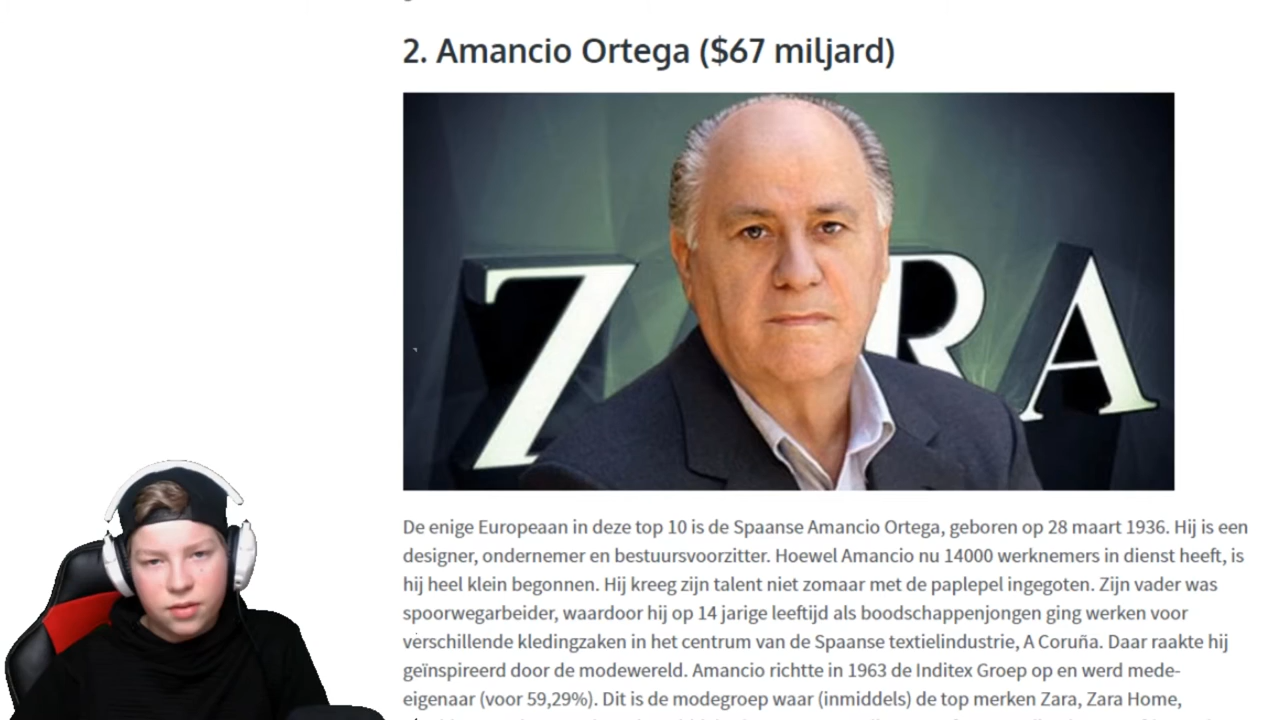 2. Amancio Ortega ($67 miljard)
Z RA
De enige Europeaan in deze top 10 is de Spaanse Amancio Ortega, geboren op 28 maart 1936. Hij is een
designer, ondernemer en bestuursvoorzitter. Hoewel Amancio nu 14000 werknemers in dienst heeft, is
hij heel klein begonnen. Hij kreeg zijn talent niet zomaar met de paplepel ingegoten. Zijn vader was
spoorwegarbeider, waardoor hij op 14 jarige leeftijd als boodschappenjongen ging werken voor
verschillende kledingzaken in het centrum van de Spaanse textielindustrie, A Coruña. Daar raakte hij
geïnspireerd door de modewereld. Amancio richtte in 1963 de Inditex Groep op en werd mede-
eigenaar (voor 59,29%). Dit is de modegroep waar (inmiddels) de top merken Zara, Zara Home,